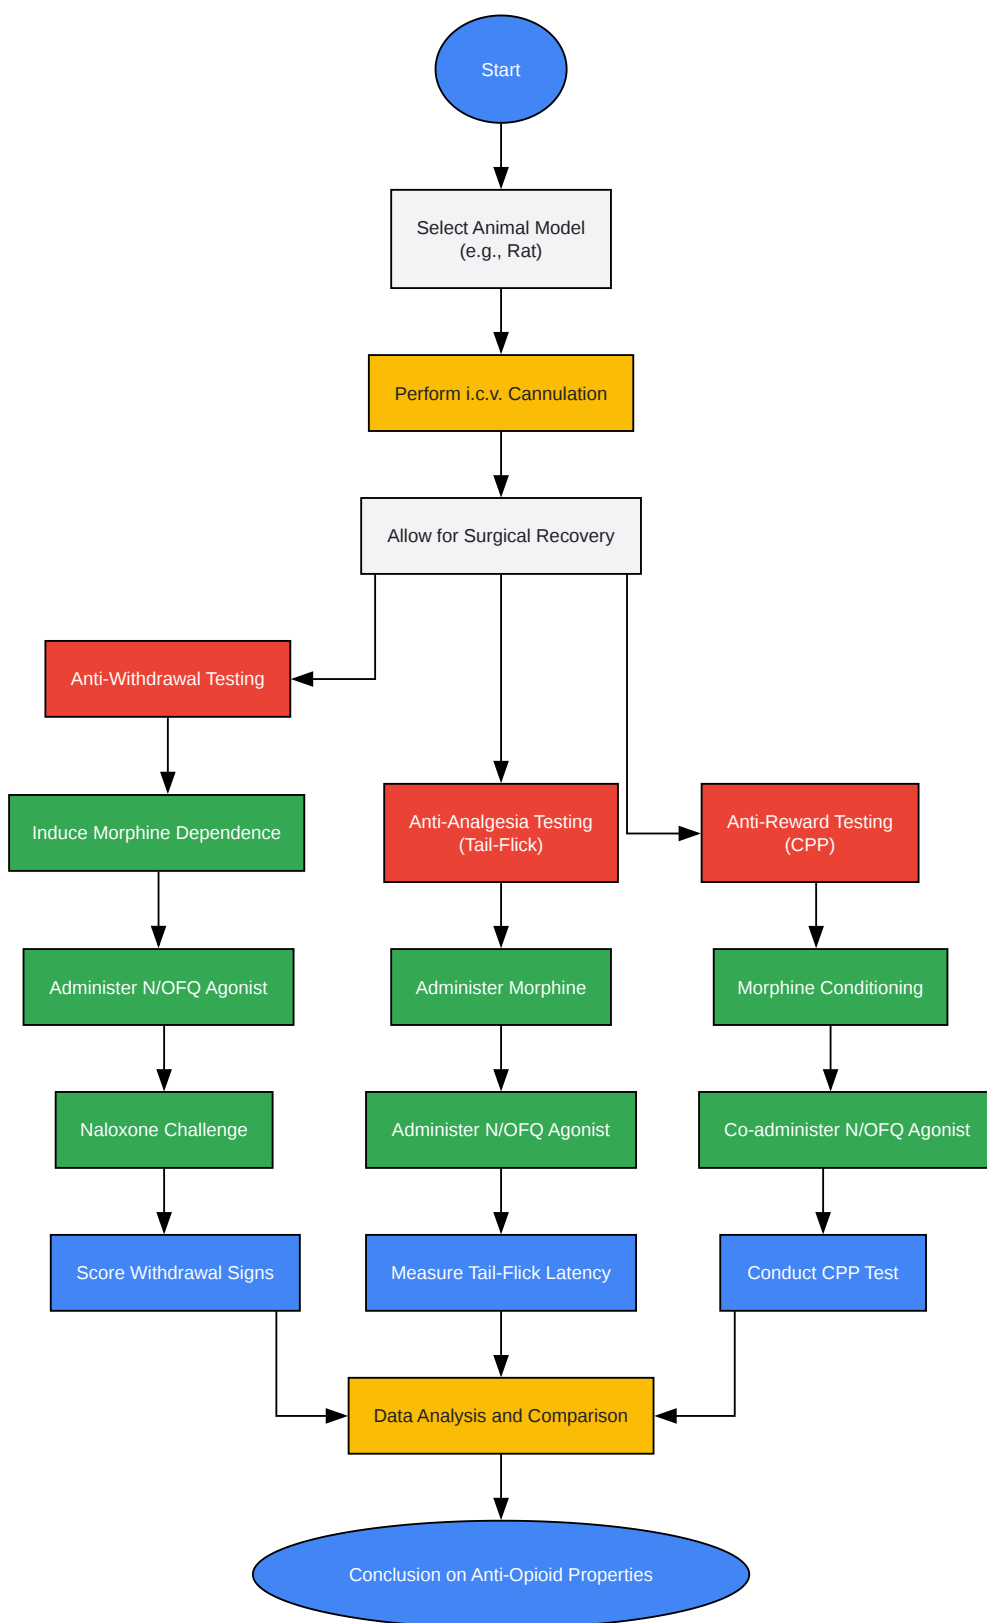 Start
Select Animal Model
(e.g., Rat)
Perform i.c.v. Cannulation
Allow for Surgical Recovery
Anti-Withdrawal Testing
Induce Morphine Dependence
Administer N/OFQ Agonist
Naloxone Challenge
Score Withdrawal Signs
Anti-Analgesia Testing
(Tail-Flick)
Administer Morphine
Administer N/OFQ Agonist
Measure Tail-Flick Latency
Anti-Reward Testing
(CPP)
Morphine Conditioning
Co-administer N/OFQ Agonist
Conduct CPP Test
Data Analysis and Comparison
Conclusion on Anti-Opioid Properties